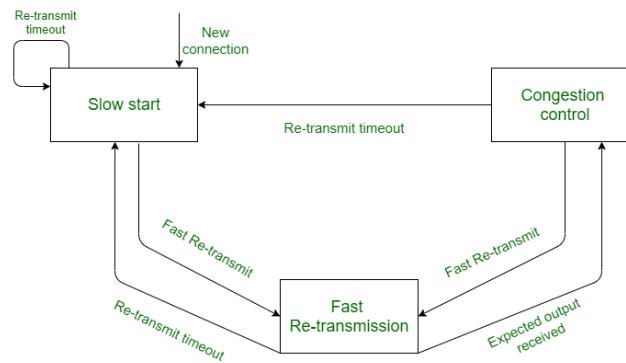 Re-transmit
timeout
New
connection
Slow start
Congestion
control
Re-transmit timeout
Fast Re-transmit
Fast Re-transmit
Re-transmit timeout
Fast
Re-transmission
Expected output
received